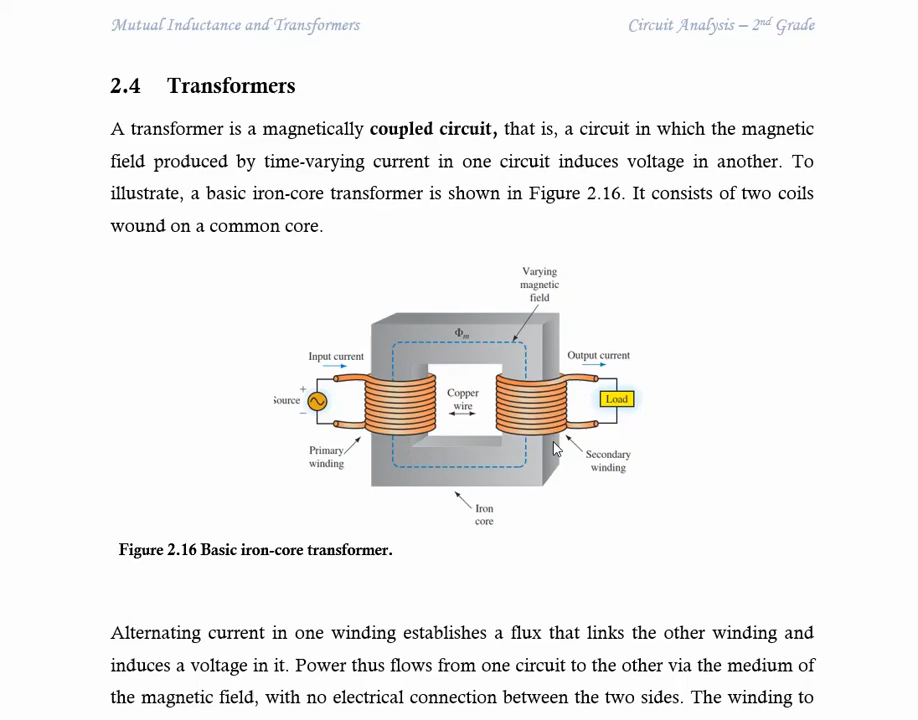 Mutual Inductance and Transformers
Circuit Analysis – 2nd Grade
2.4 Transformers
A transformer is a magnetically coupled circuit, that is, a circuit in which the magnetic
field produced by time-varying current in one circuit induces voltage in another. To
illustrate, a basic iron-core transformer is shown in Figure 2.16. It consists of two coils
wound on a common core.
Varying
magnetic
field
Φm
Input current
Output current
+
Source
–
Copper
wire
Load
Primary
winding
Secondary
winding
Iron
core
Figure 2.16 Basic iron-core transformer.
Alternating current in one winding establishes a flux that links the other winding and
induces a voltage in it. Power thus flows from one circuit to the other via the medium of
the magnetic field, with no electrical connection between the two sides. The winding to